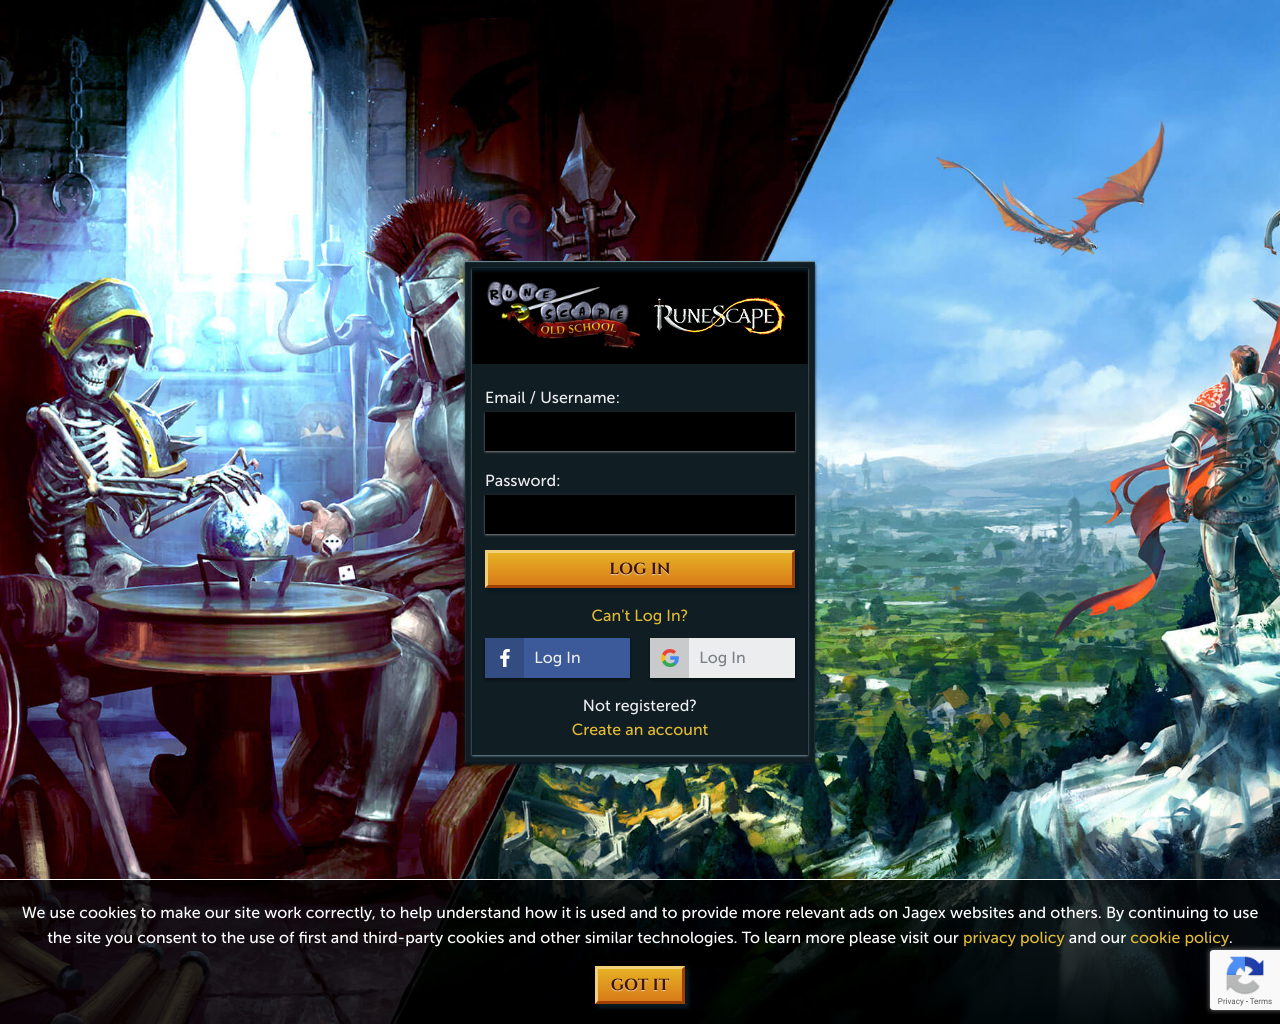 RUNE SCAPE
OLD SCHOOL
RUNESCAPE
Email / Username:
Password:
LOG IN
Can't Log In?
Log In
Log In
Not registered?
Create an account
We use cookies to make our site work correctly, to help understand how it is used and to provide more relevant ads on Jagex websites and others. By continuing to use
the site you consent to the use of first and third-party cookies and other similar technologies. To learn more please visit our privacy policy and our cookie policy.
GOT IT
Privacy - Terms